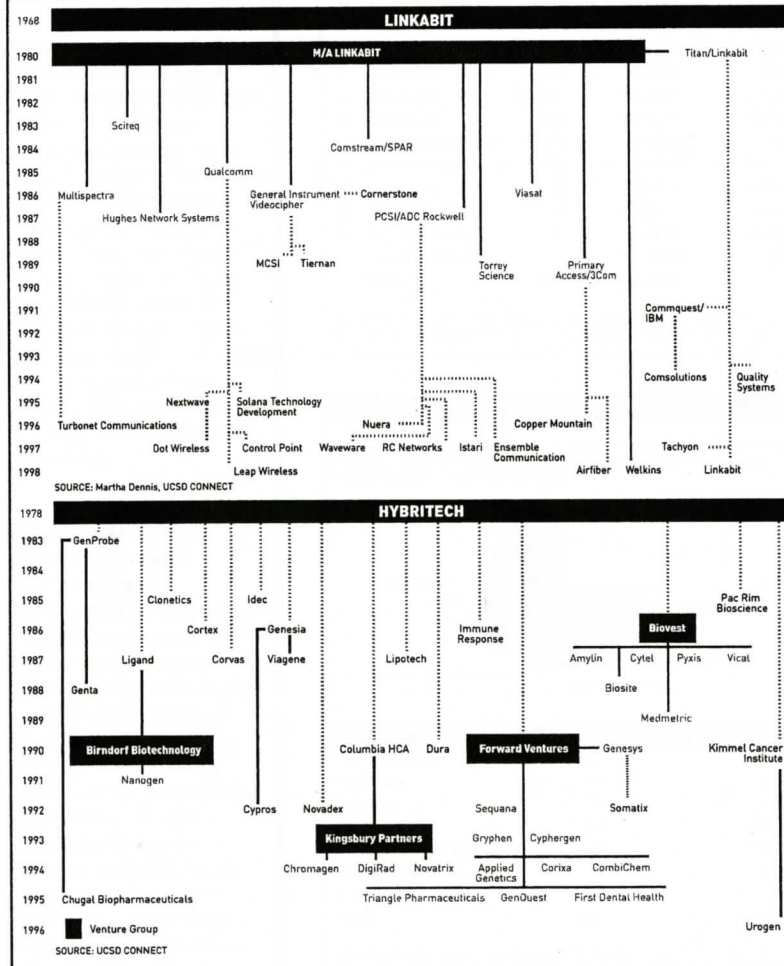 1968 LINKABIT
1980 M/A LINKABIT Titan/Linkabit
1981
1982
1983 Sciteq
1984 Comstream/SPAR
1985 Qualcomm
1986 Multispectra General Instrument Videocipher Cornerstone Viasat
1987 Hughes Network Systems PCSI/ADC Rockwell
1988
1989 MCSI Tiernan Torrey Science Primary Access/3Com
1990
1991 Commquest/IBM
1992
1993
1994 Comsolutions Quality Systems
1995 Nextwave Solana Technology Development
1996 Turbonet Communications Nuera Copper Mountain
1997 Dot Wireless Control Point Waveware RC Networks Istari Ensemble Communication Tachyon
1998 Leap Wireless Airfiber Welkins Linkabit
SOURCE: Martha Dennis, UCSD CONNECT
1978 HYBRITECH
1983 GenProbe
1984
1985 Clonetics Idec Pac Rim Bioscience
1986 Cortex Genesia Immune Response Biovest
1987 Ligand Corvas Viagene Lipotech Amylin Cytel Pyxis Vical
1988 Genta Biosite
1989 Medmetric
1990 Birndorf Biotechnology Columbia HCA Dura Forward Ventures Genesys Kimmel Cancer Institute
1991 Nanogen
1992 Cypros Novadex Sequana Somatix
1993 Kingsbury Partners Gryphen Cyphergen
1994 Chromagen DigiRad Novatrix Applied Genetics Corixa CombiChem
1995 Chugal Biopharmaceuticals Triangle Pharmaceuticals GenQuest First Dental Health
1996 Venture Group Urogen
SOURCE: UCSD CONNECT